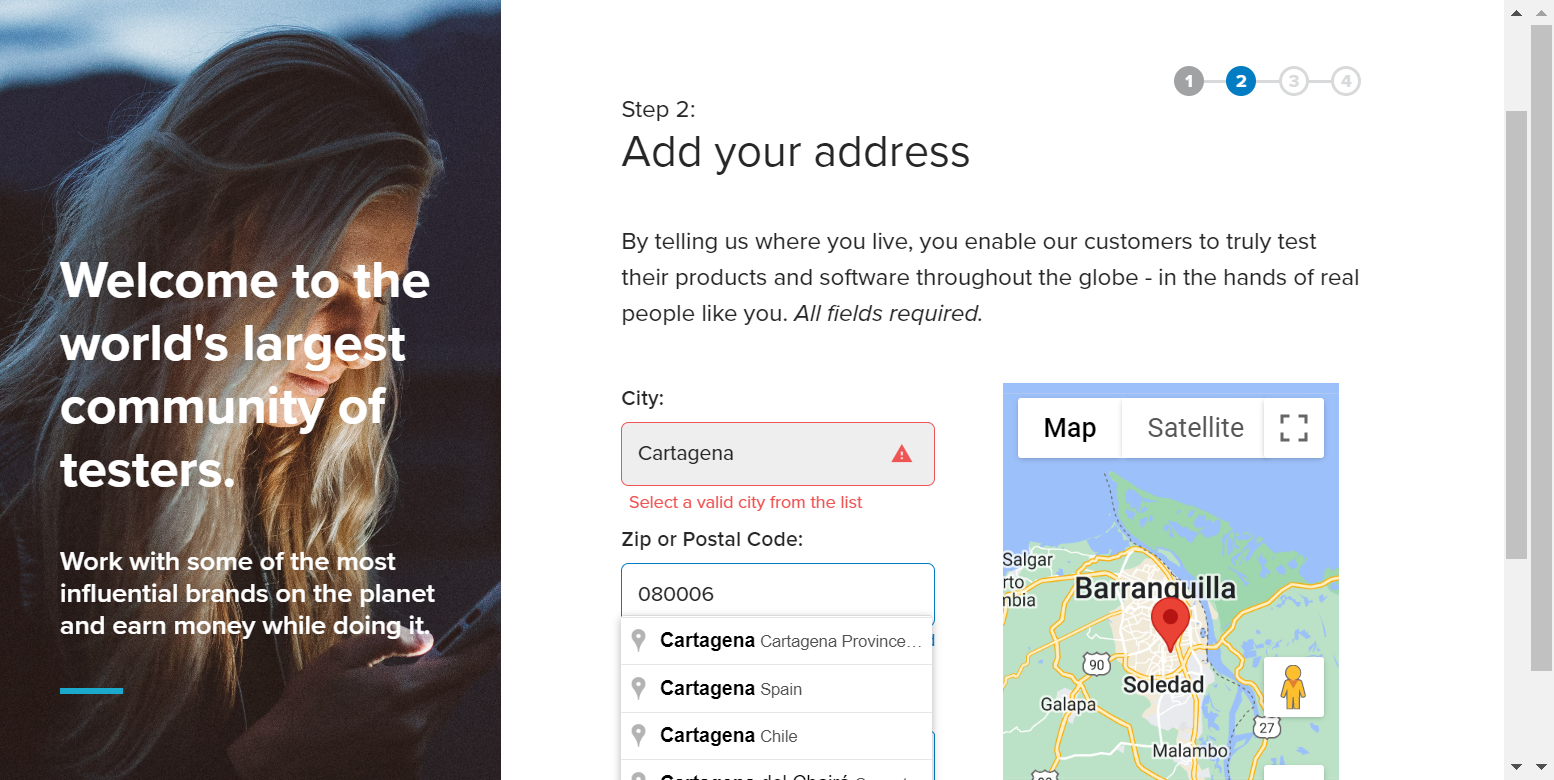 Welcome to the
world's largest
community of
testers.
Work with some of the most
influential brands on the planet
and earn money while doing it.
1 2 3 4
Step 2:
Add your address
By telling us where you live, you enable our customers to truly test
their products and software throughout the globe - in the hands of real
people like you. All fields required.
City:
Cartagena
Select a valid city from the list
Zip or Postal Code:
080006
Cartagena Cartagena Province…
Cartagena Spain
Cartagena Chile
Cartagena del Chairá
Map Satellite
Salgar
rto
nbia
Barranquilla
90
Soledad
Galapa
27
Malambo